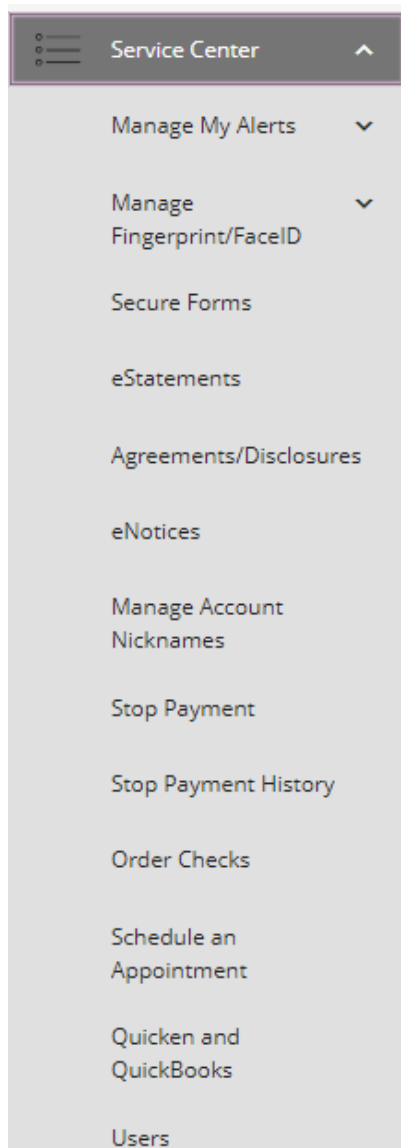 Service Center
Manage My Alerts
Manage
Fingerprint/FaceID
Secure Forms
eStatements
Agreements/Disclosures
eNotices
Manage Account
Nicknames
Stop Payment
Stop Payment History
Order Checks
Schedule an
Appointment
Quicken and
QuickBooks
Users